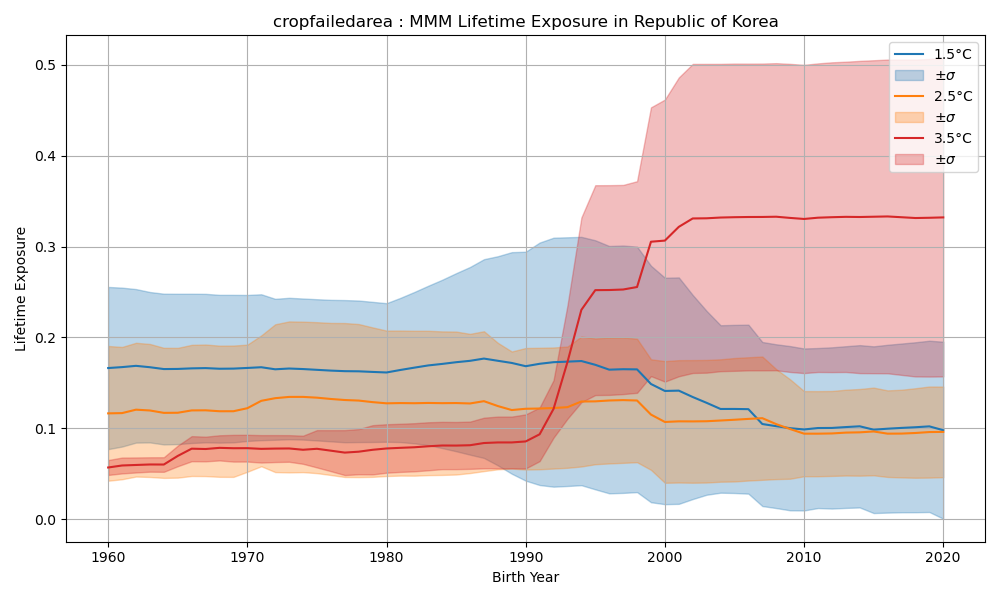 cropfailedarea : MMM Lifetime Exposure in Republic of Korea
Lifetime Exposure
0.5
0.4
0.3
0.2
0.1
0.0
1960
1970
1980
1990
2000
2010
2020
Birth Year
1.5°C
±σ
2.5°C
±σ
3.5°C
±σ